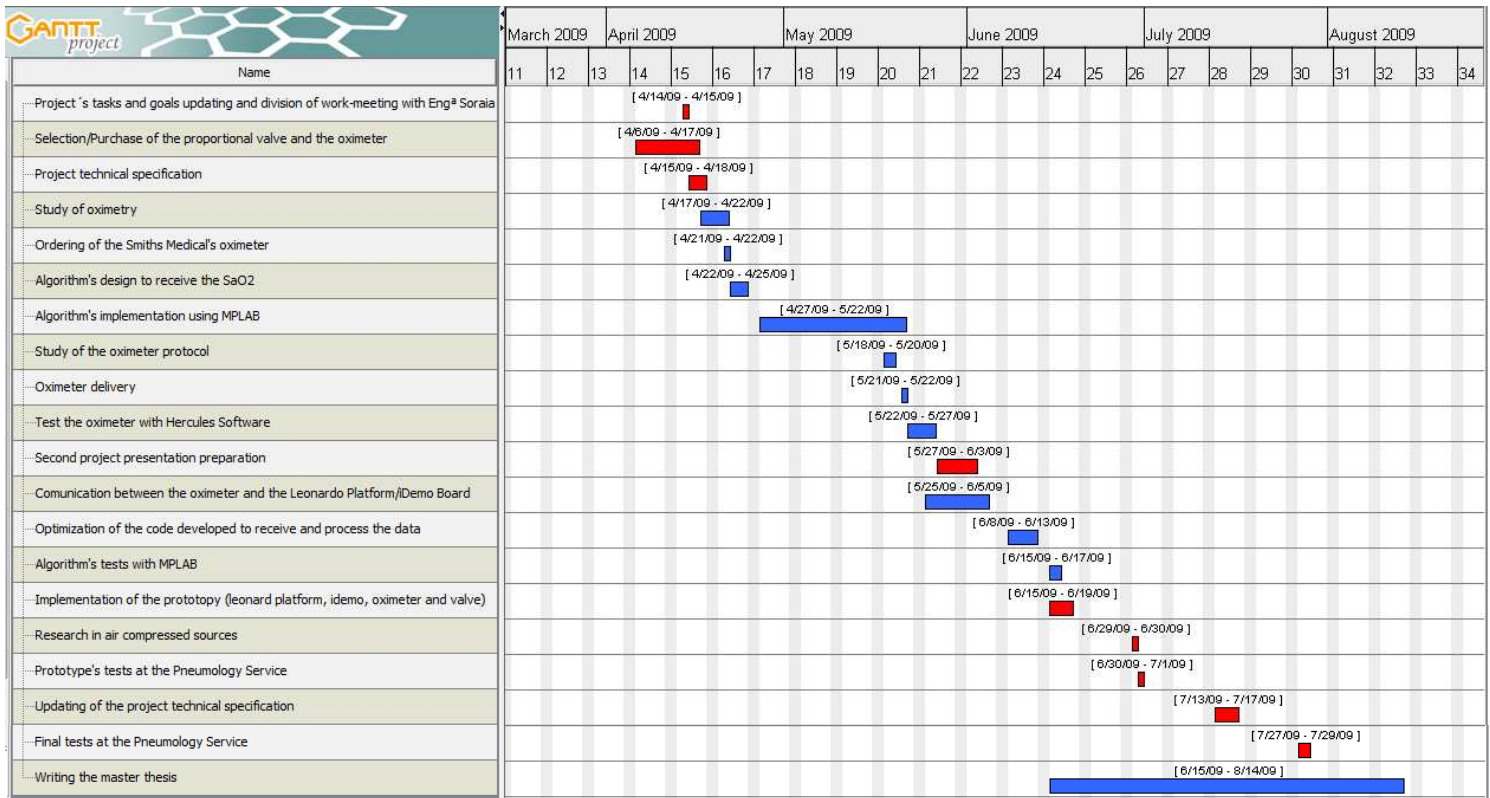 GANTT
project
March 2009 April 2009 May 2009 June 2009 July 2009 August 2009
Name
11 12 13 14 15 16 17 18 19 20 21 22 23 24 25 26 27 28 29 30 31 32 33 34
Project ´s tasks and goals updating and division of work-meeting with Engª Soraia [ 4/14/09 - 4/15/09 ]
Selection/Purchase of the proportional valve and the oximeter [ 4/6/09 - 4/17/09 ]
Project technical specification [ 4/15/09 - 4/18/09 ]
Study of oximetry [ 4/17/09 - 4/22/09 ]
Ordering of the Smiths Medical's oximeter [ 4/21/09 - 4/22/09 ]
Algorithm's design to receive the SaO2 [ 4/22/09 - 4/25/09 ]
Algorithm's implementation using MPLAB [ 4/27/09 - 5/22/09 ]
Study of the oximeter protocol [ 5/18/09 - 5/20/09 ]
Oximeter delivery [ 5/21/09 - 5/22/09 ]
Test the oximeter with Hercules Software [ 5/22/09 - 5/27/09 ]
Second project presentation preparation [ 5/27/09 - 6/3/09 ]
Comunication between the oximeter and the Leonardo Platform/iDemo Board [ 5/25/09 - 6/5/09 ]
Optimization of the code developed to receive and process the data [ 6/8/09 - 6/13/09 ]
Algorithm's tests with MPLAB [ 6/15/09 - 6/17/09 ]
Implementation of the prototopy (leonard platform, idemo, oximeter and valve) [ 6/15/09 - 6/19/09 ]
Research in air compressed sources [ 6/29/09 - 6/30/09 ]
Prototype's tests at the Pneumology Service [ 6/30/09 - 7/1/09 ]
Updating of the project technical specification [ 7/13/09 - 7/17/09 ]
Final tests at the Pneumology Service [ 7/27/09 - 7/29/09 ]
Writing the master thesis [ 6/15/09 - 8/14/09 ]